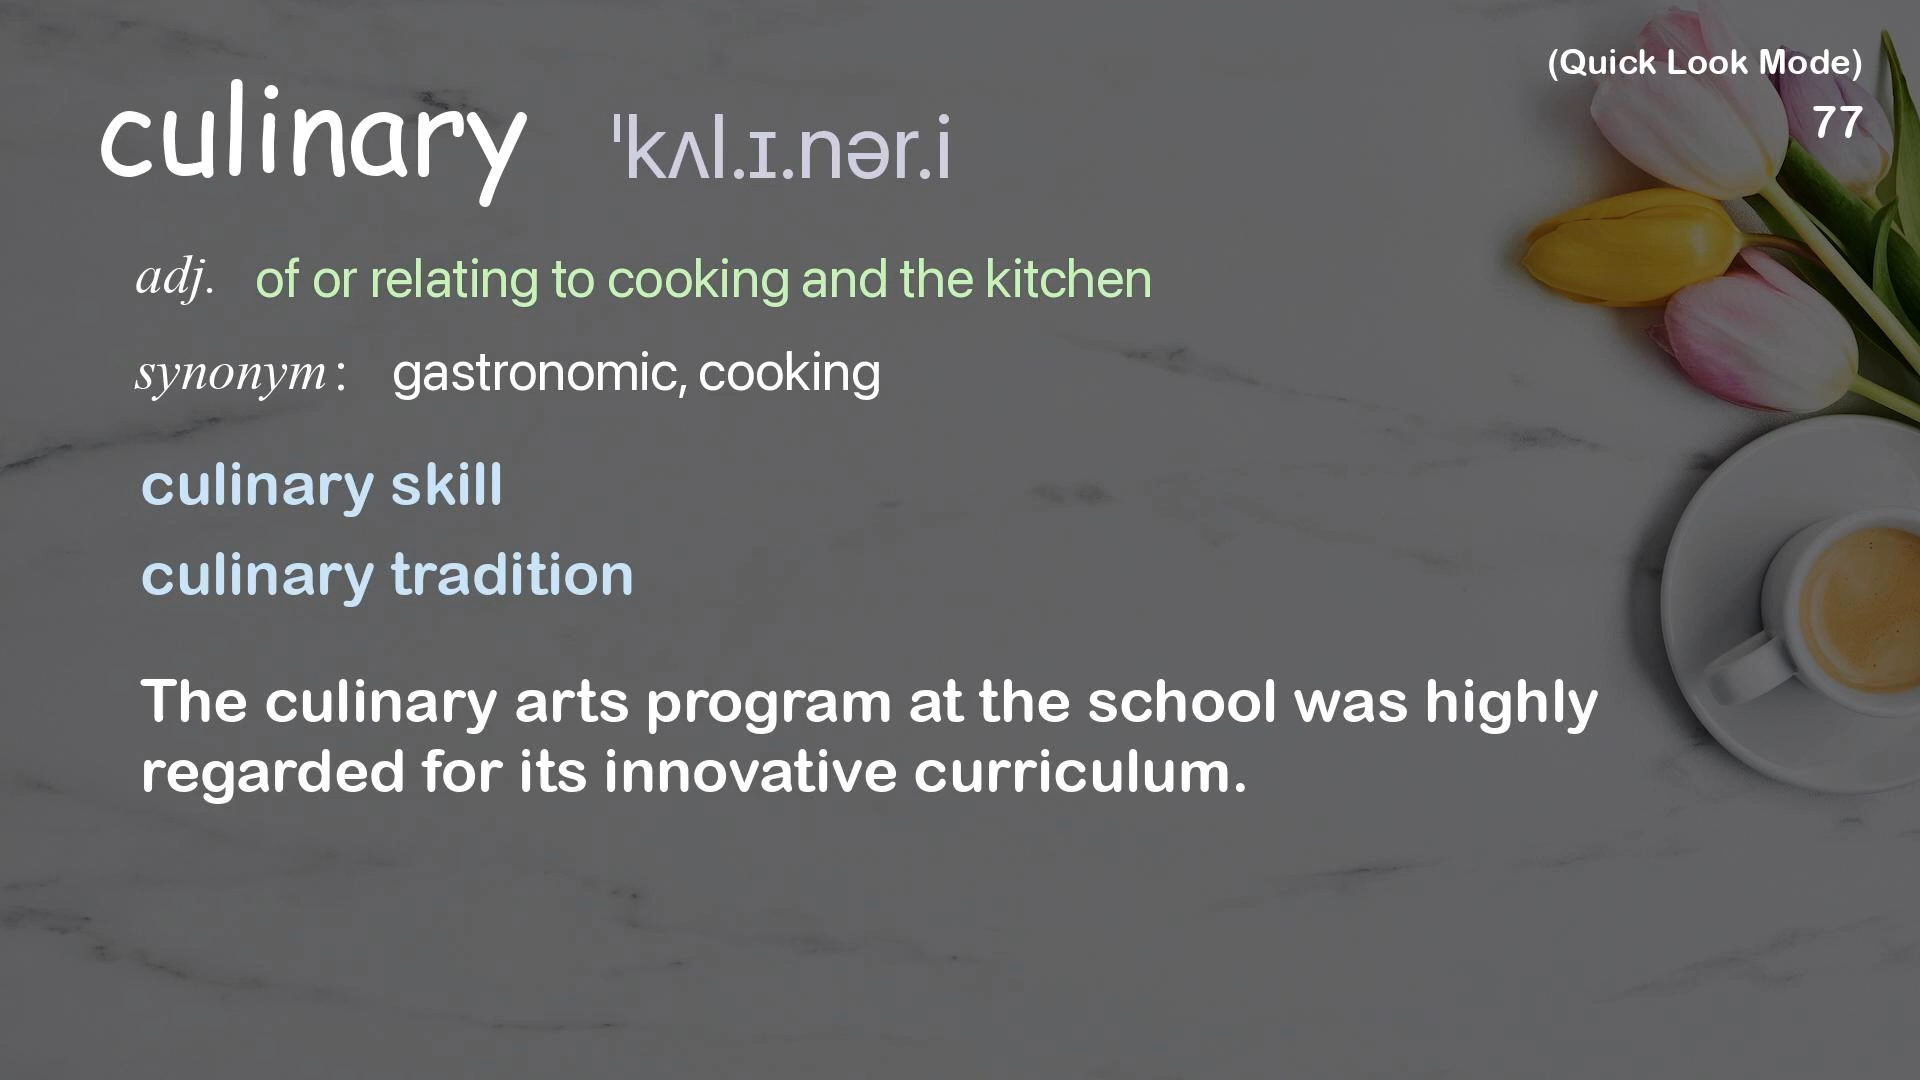 (Quick Look Mode)
77
culinary ˈkʌl.ɪ.nər.i
adj. of or relating to cooking and the kitchen
synonym : gastronomic, cooking
culinary skill
culinary tradition
The culinary arts program at the school was highly
regarded for its innovative curriculum.